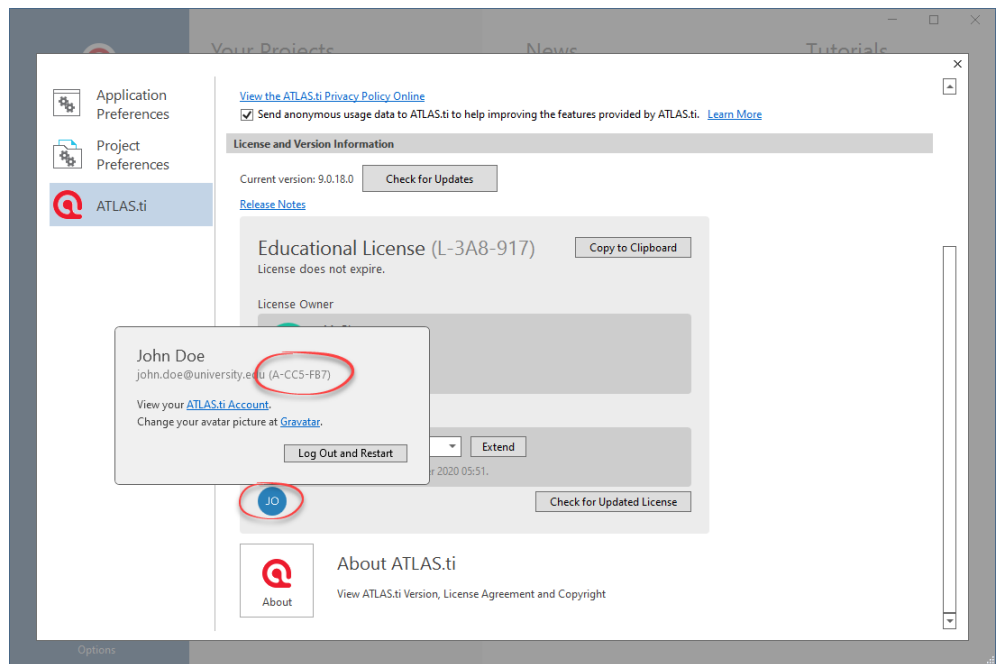 Your Projects
News
Tutorials
Application
Preferences
Project
Preferences
ATLAS.ti
View the ATLAS.ti Privacy Policy Online
Send anonymous usage data to ATLAS.ti to help improving the features provided by ATLAS.ti. Learn More
License and Version Information
Current version: 9.0.18.0
Check for Updates
Release Notes
Educational License (L-3A8-917)
Copy to Clipboard
License does not expire.
License Owner
John Doe
john.doe@university.edu (A-CC5-FB7)
View your ATLAS.ti Account.
Change your avatar picture at Gravatar.
Log Out and Restart
Extend
2020 05:51.
JO
Check for Updated License
About
About ATLAS.ti
View ATLAS.ti Version, License Agreement and Copyright
Options